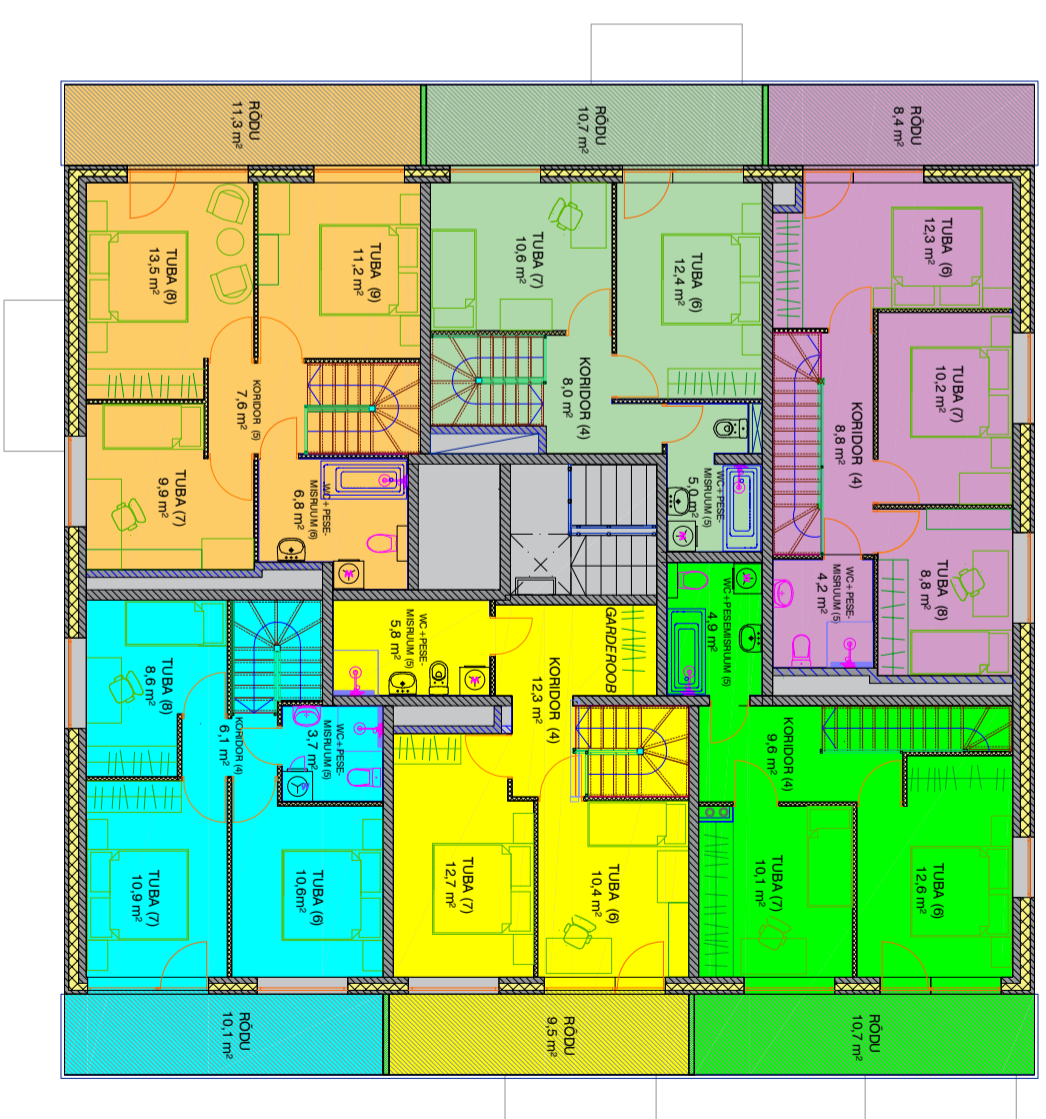 RÕDU
11,3 m²
RÕDU
10,7 m²
RÕDU
8,4 m²
TUBA (8)
13,5 m²
TUBA (9)
11,2 m²
TUBA (7)
10,6 m²
TUBA (6)
12,4 m²
TUBA (6)
12,3 m²
TUBA (7)
10,2 m²
KORIDOR (5)
7,6 m²
KORIDOR (4)
8,0 m²
KORIDOR (4)
8,8 m²
TUBA (7)
9,9 m²
WC+PESE-
MISRUUM (6)
6,8 m²
WC+PESE-
MISRUUM (5)
5,0 m²
TUBA (8)
8,8 m²
WC+PESE-
MISRUUM (5)
4,2 m²
WC+PESE-
MISRUUM (5)
5,8 m²
WC+PESEMISRUUM (5)
4,9 m²
GARDEROOB
TUBA (8)
8,6 m²
KORIDOR (4)
6,1 m²
WC+PESE-
MISRUUM (5)
3,7 m²
KORIDOR (4)
12,3 m²
KORIDOR (4)
9,6 m²
TUBA (7)
10,9 m²
TUBA (6)
10,6m²
TUBA (7)
12,7 m²
TUBA (6)
10,4 m²
TUBA (7)
10,1 m²
TUBA (6)
12,6 m²
RÕDU
10,1 m²
RÕDU
9,5 m²
RÕDU
10,7 m²